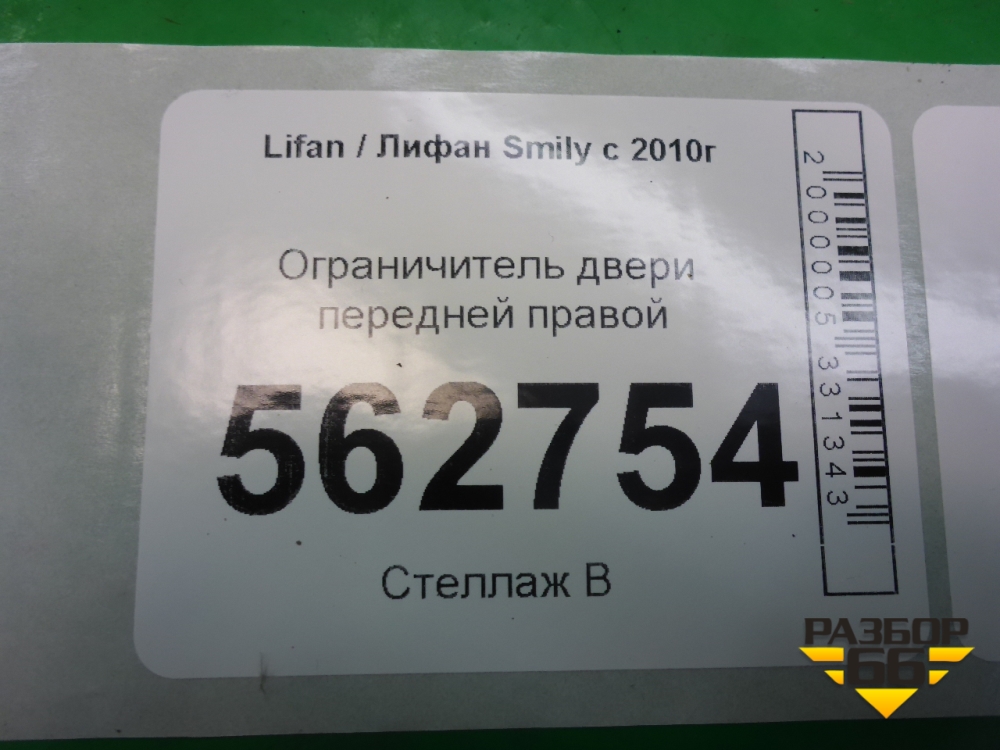 Lifan / Лифан Smily с 2010г
Ограничитель двери
передней правой
562754
Стеллаж В
2000005331343
РАЗБОР
66